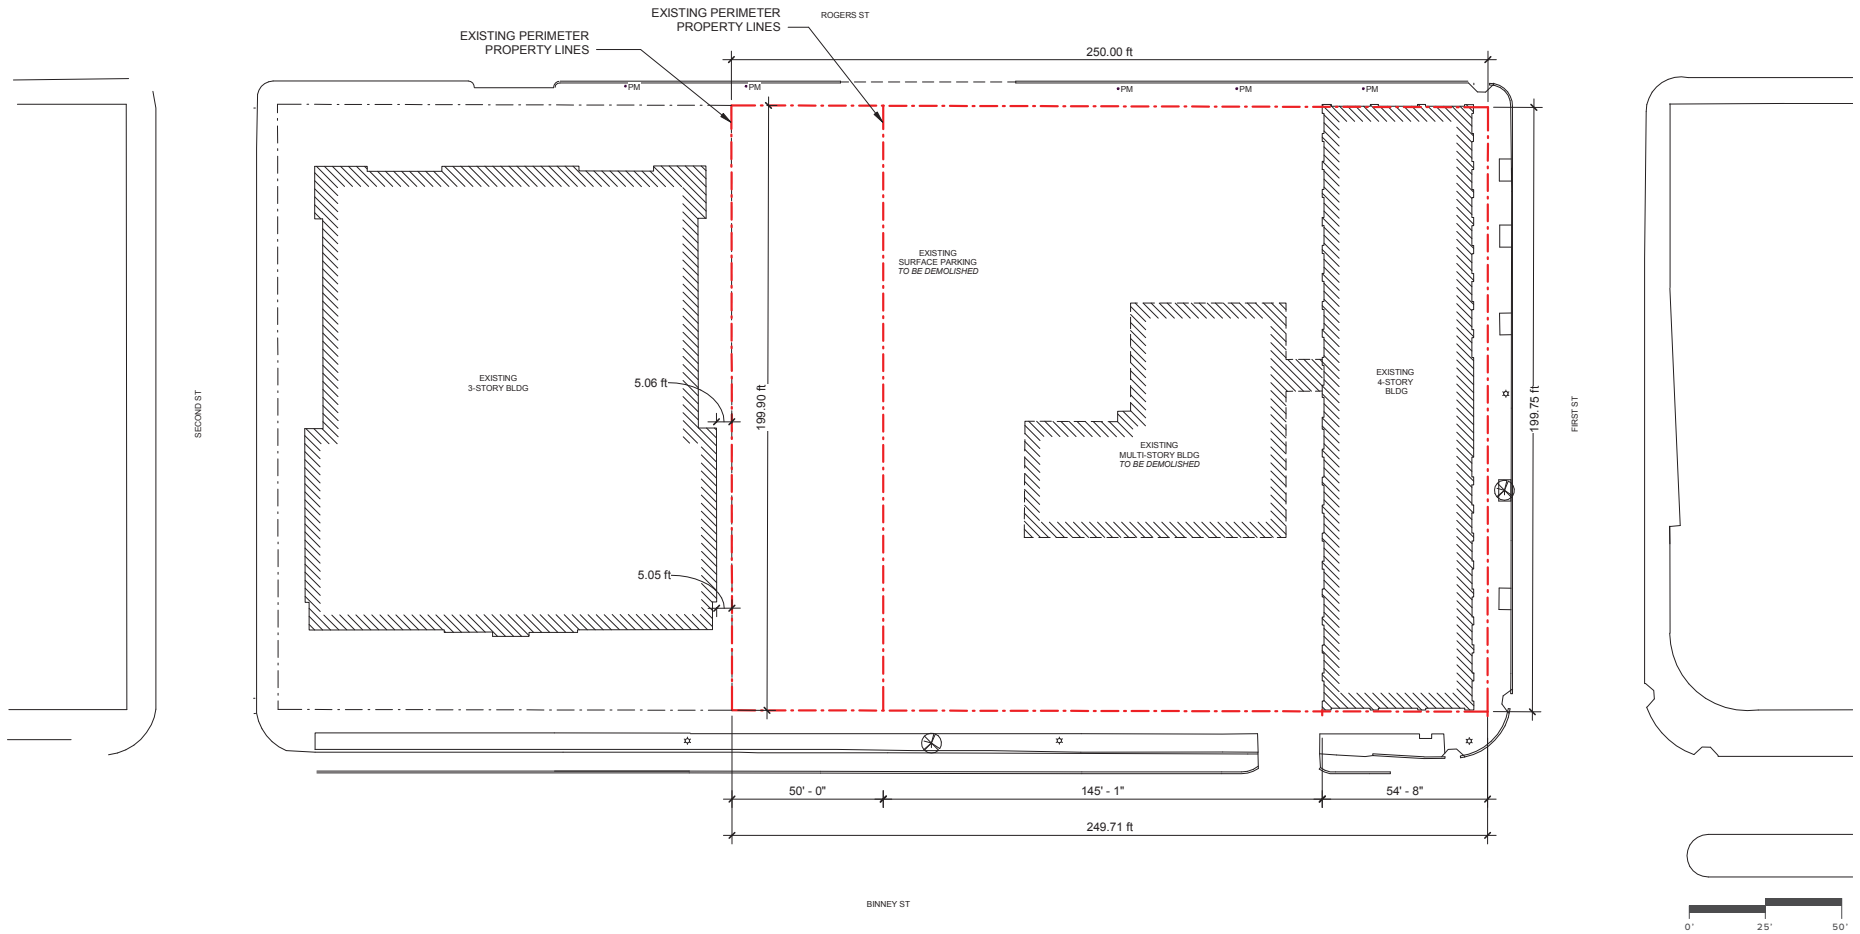 EXISTING PERIMETER
PROPERTY LINES
ROGERS ST
EXISTING PERIMETER
PROPERTY LINES
250.00 ft
PM
PM
PM
PM
PM
EXISTING
SURFACE PARKING
TO BE DEMOLISHED
EXISTING
3-STORY BLDG
5.06 ft
199.90 ft
EXISTING
4-STORY
BLDG
199.75 ft
SECOND ST
FIRST ST
EXISTING
MULTI-STORY BLDG
TO BE DEMOLISHED
5.05 ft
50' - 0"
145' - 1"
54' - 8"
249.71 ft
BINNEY ST
0'
25'
50'